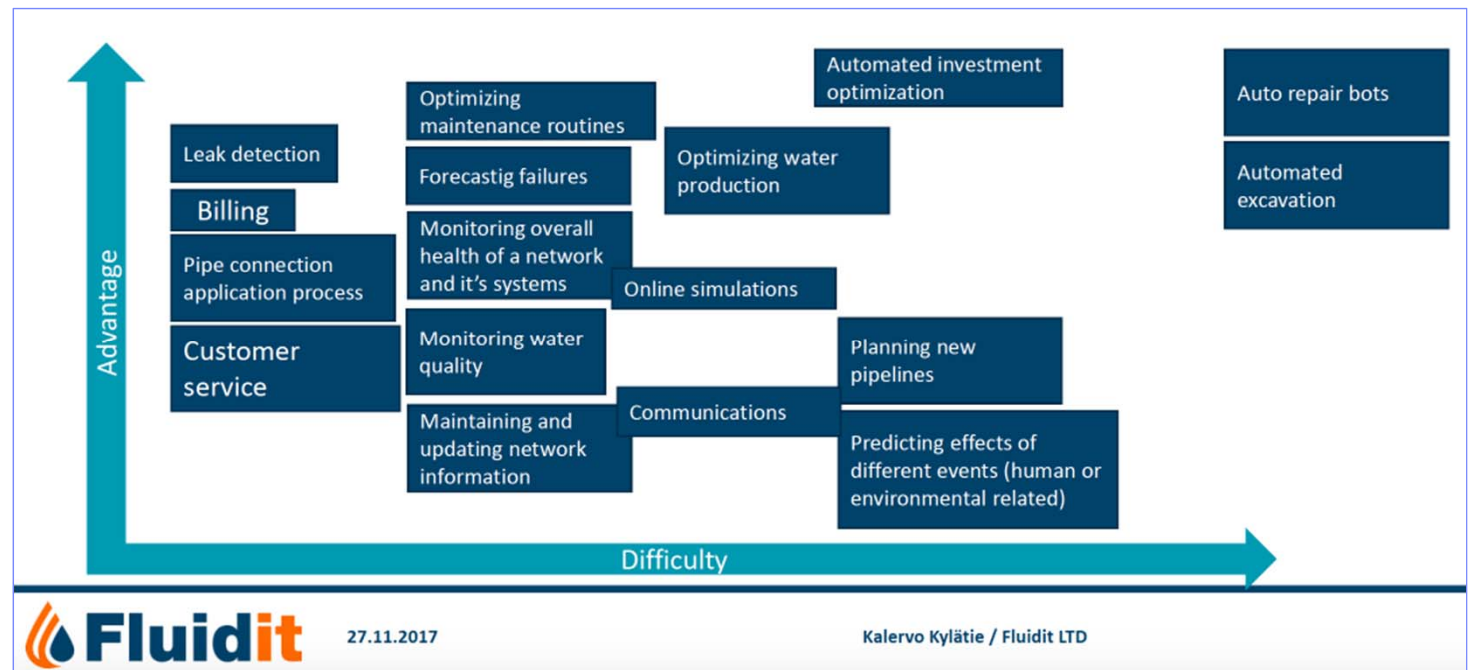 Advantage
Leak detection
Billing
Pipe connection
application process
Customer
service
Optimizing
maintenance routines
Forecastig failures
Monitoring overall
health of a network
and it's systems
Monitoring water
quality
Maintaining and
updating network
information
Optimizing water
production
Online simulations
Communications
Automated investment
optimization
Planning new
pipelines
Predicting effects of
different events (human or
environmental related)
Auto repair bots
Automated
excavation
Difficulty
Fluidit
27.11.2017
Kalervo Kylätie / Fluidit LTD